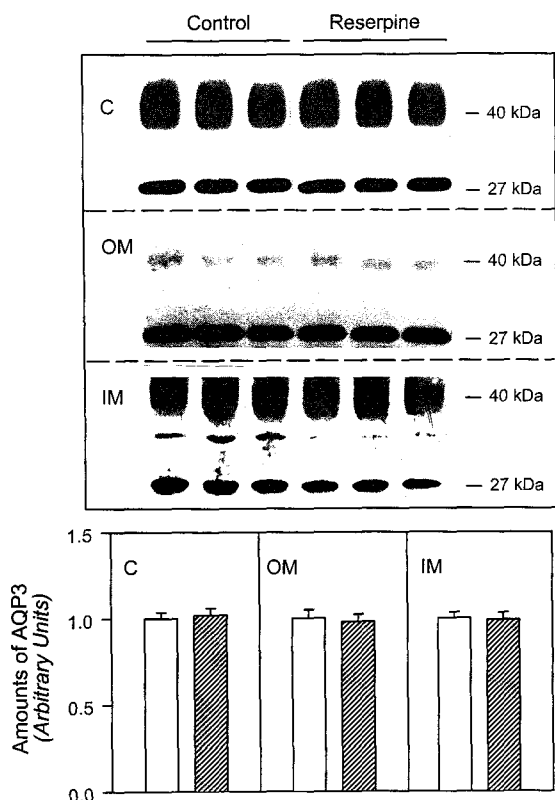 Control Reserpine
C
— 40 kDa
— 27 kDa
OM
— 40 kDa
— 27 kDa
IM
— 40 kDa
— 27 kDa
Amounts of AQP3
(Arbitrary Units)
1.5
1.0
0.5
0.0
C OM IM